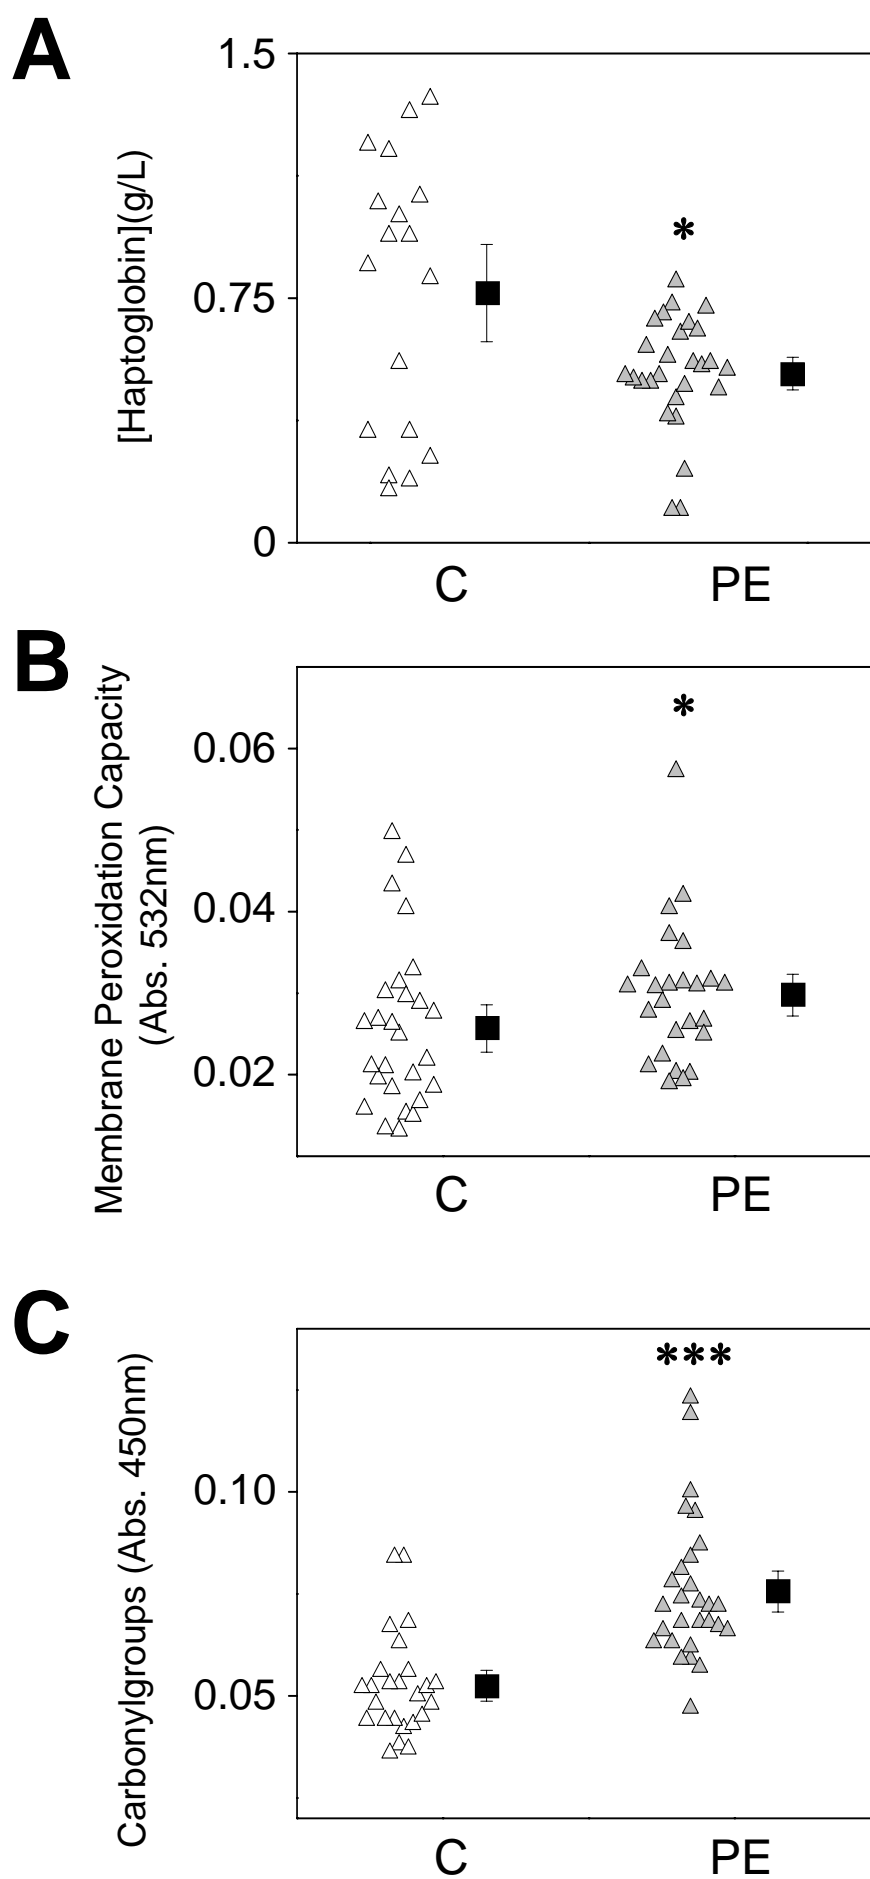 A
1.5
[Haptoglobin](g/L)
*
0.75
0
C
PE
B
Membrane Peroxidation Capacity
(Abs. 532nm)
*
0.06
0.04
0.02
C
PE
C
Carbonylgroups (Abs. 450nm)
***
0.10
0.05
C
PE